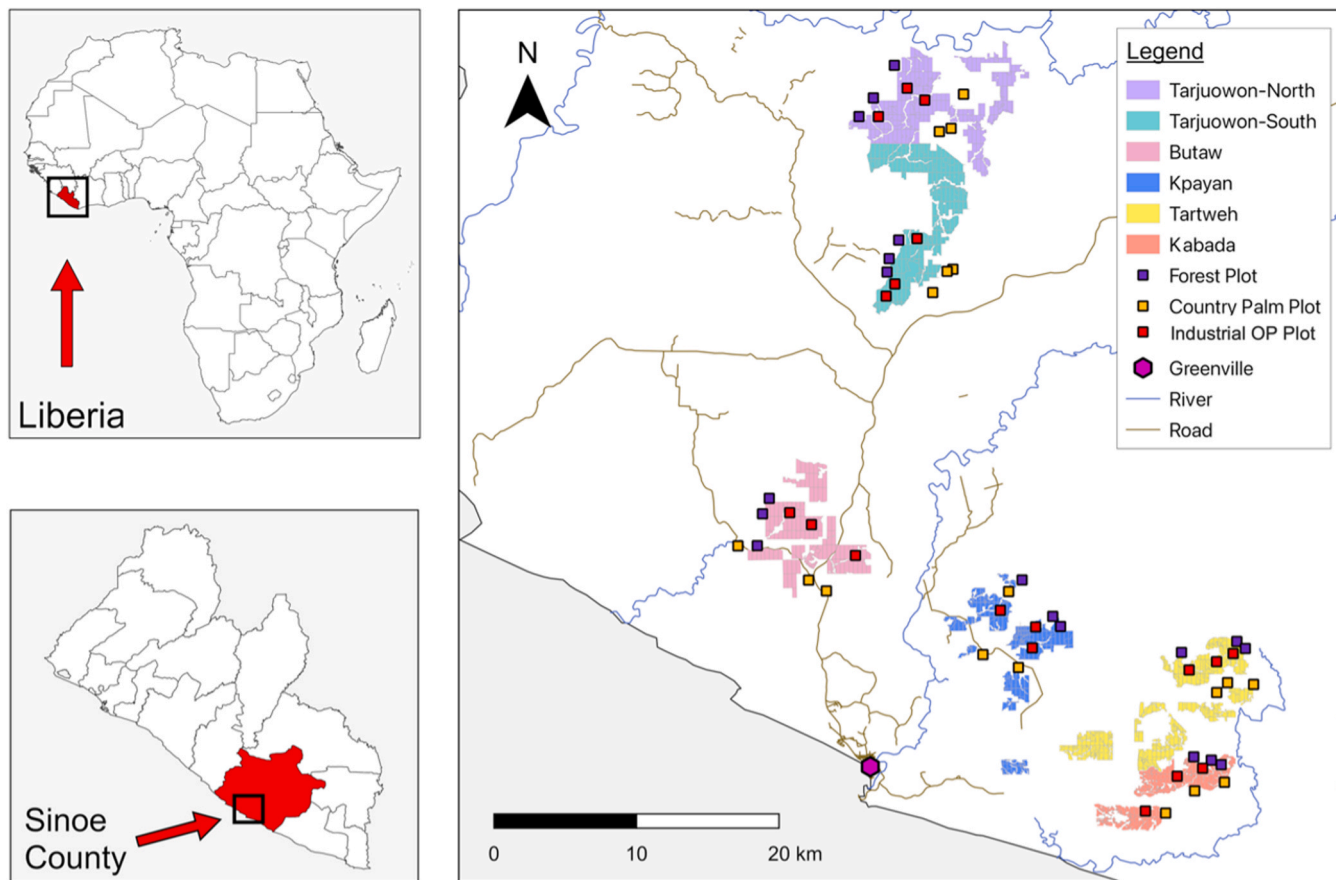 Liberia
Sinoe
County
N
0
10
20 km
Legend
Tarjuowon-North
Tarjuowon-South
Butaw
Kpayan
Tartweh
Kabada
Forest Plot
Country Palm Plot
Industrial OP Plot
Greenville
River
Road